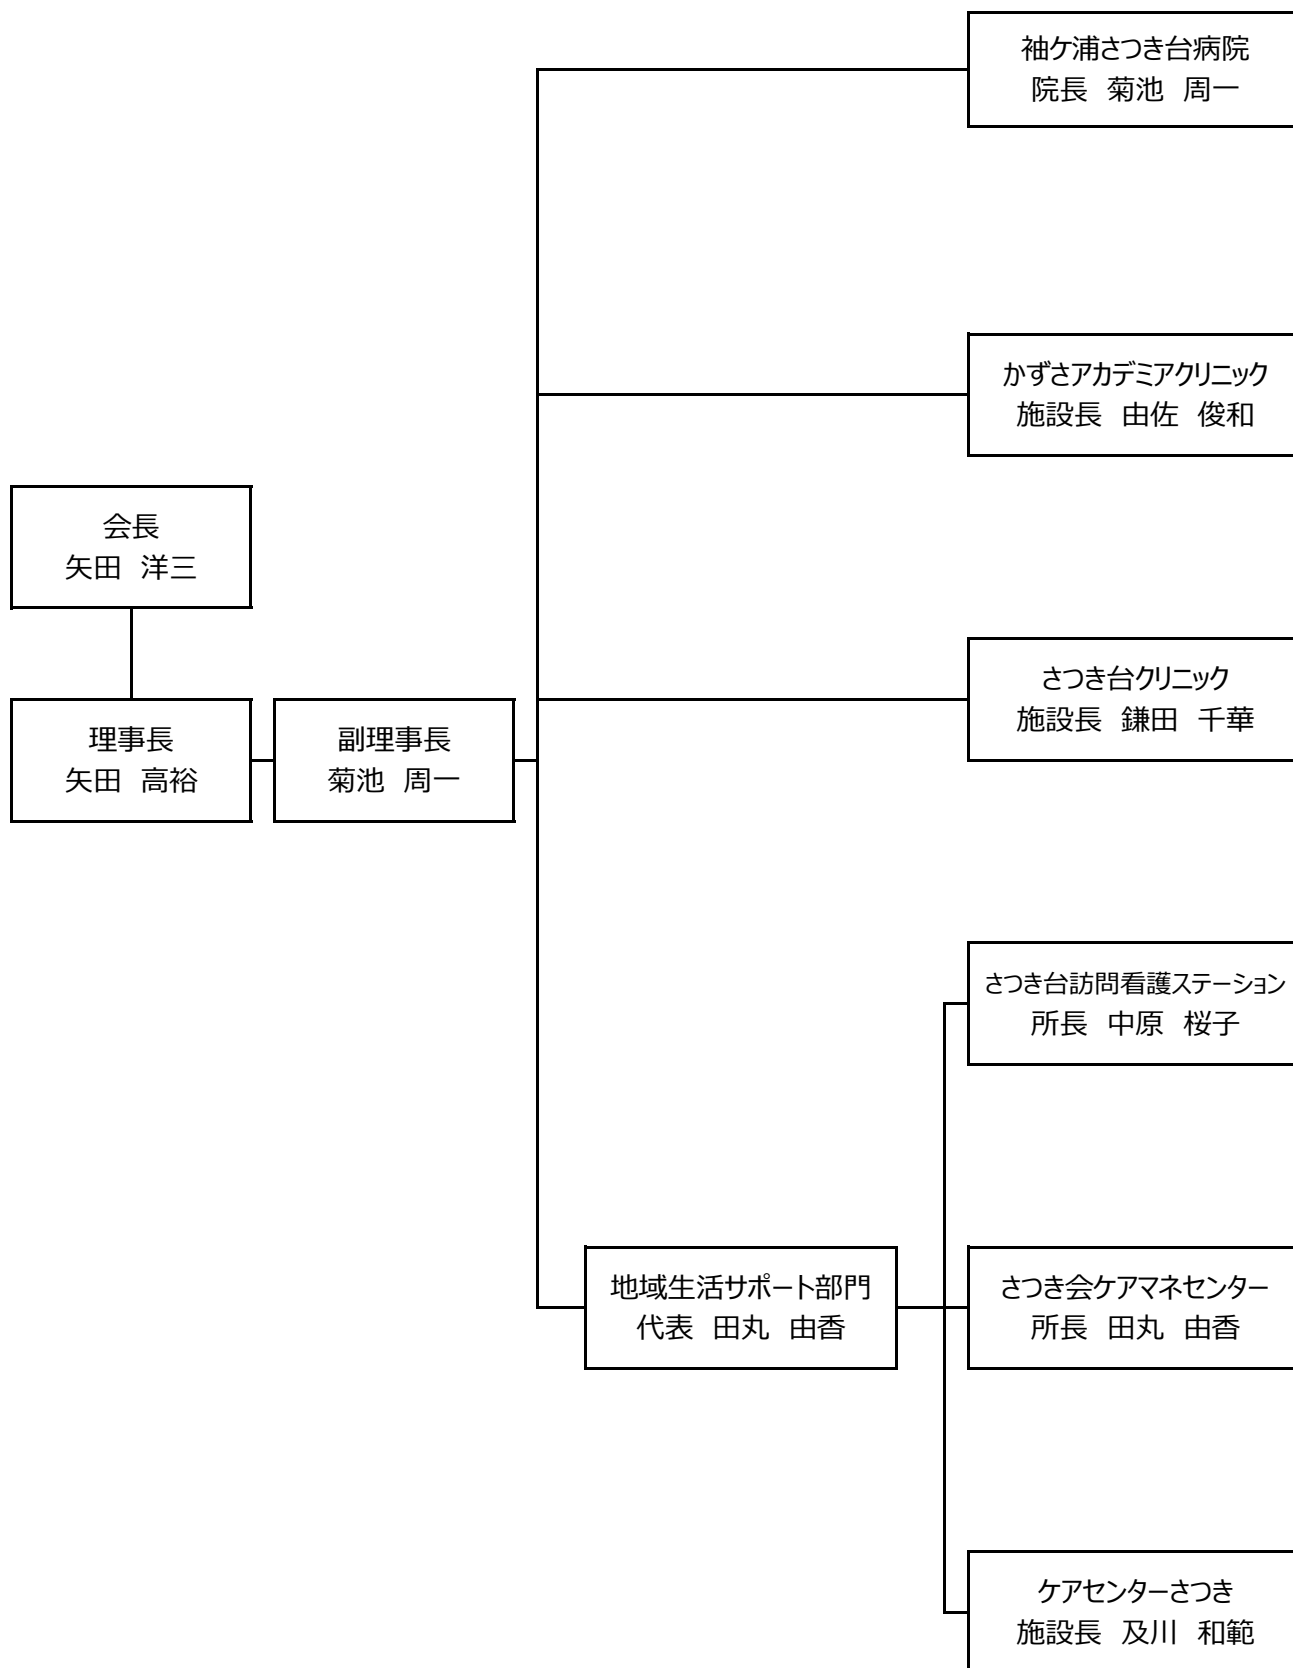 袖ケ浦さつき台病院
院長　菊池　周一
かずさアカデミアクリニック
施設長　由佐　俊和
会長
矢田　洋三
さつき台クリニック
施設長　鎌田　千華
理事長
矢田　高裕
副理事長
菊池　周一
さつき台訪問看護ステーション
所長　中原　桜子
地域生活サポート部門
代表　田丸　由香
さつき会ケアマネセンター
所長　田丸　由香
ケアセンターさつき
施設長　及川　和範